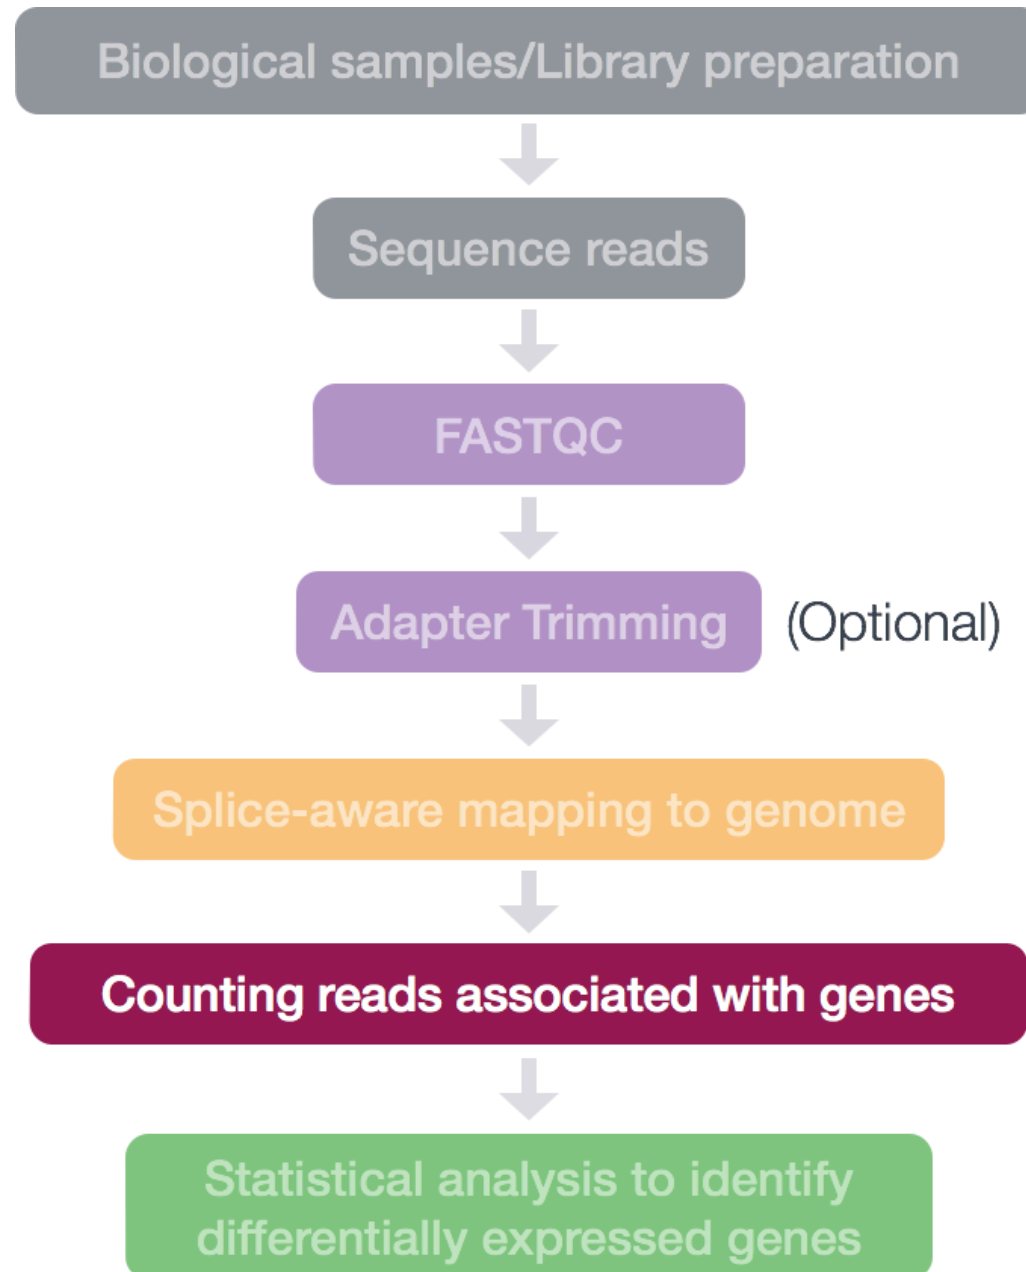 Biological samples/Library preparation
Sequence reads
FASTQC
Adapter Trimming (Optional)
Splice-aware mapping to genome
Counting reads associated with genes
Statistical analysis to identify
differentially expressed genes